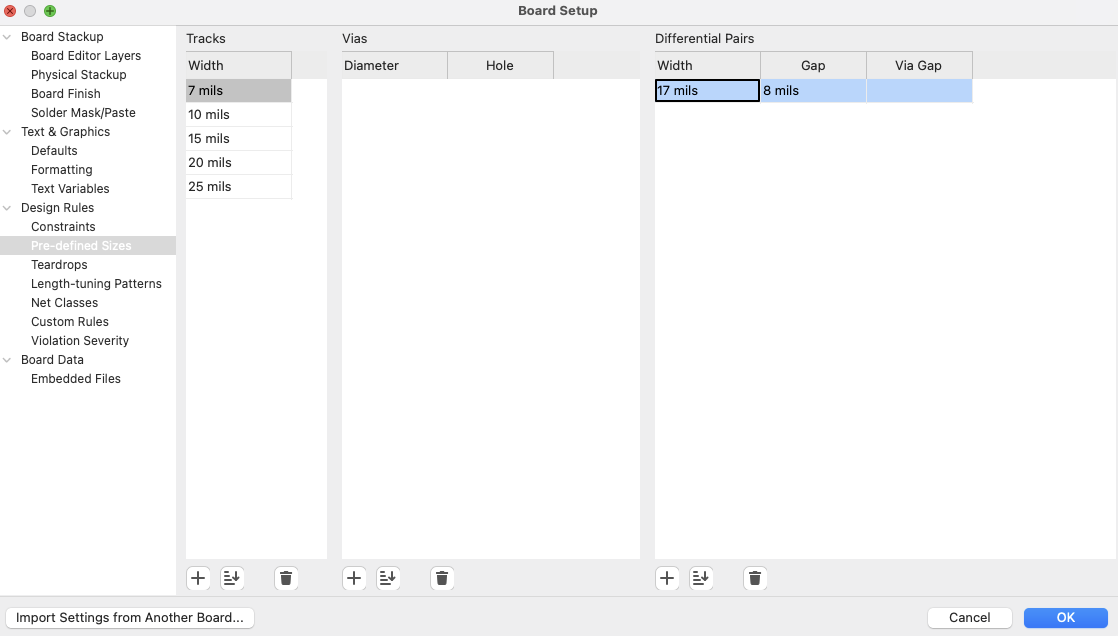 Board Setup
Board Stackup
Board Editor Layers
Physical Stackup
Board Finish
Solder Mask/Paste
Text & Graphics
Defaults
Formatting
Text Variables
Design Rules
Constraints
Pre-defined Sizes
Teardrops
Length-tuning Patterns
Net Classes
Custom Rules
Violation Severity
Board Data
Embedded Files
Tracks
Width
7 mils
10 mils
15 mils
20 mils
25 mils
Vias
Diameter Hole
Differential Pairs
Width Gap Via Gap
17 mils 8 mils
Import Settings from Another Board...
Cancel
OK